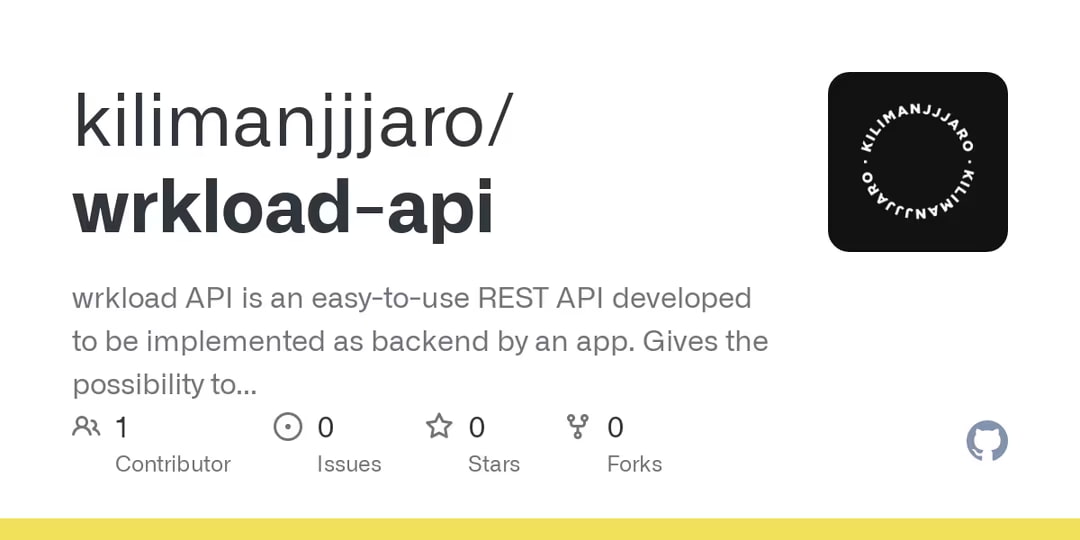 kilimanjjjaro/
wrkload-api
KILIMANJJJARO · KILIMANJJJARO ·
wrkload API is an easy-to-use REST API developed
to be implemented as backend by an app. Gives the
possibility to...
1
Contributor
0
Issues
0
Stars
0
Forks